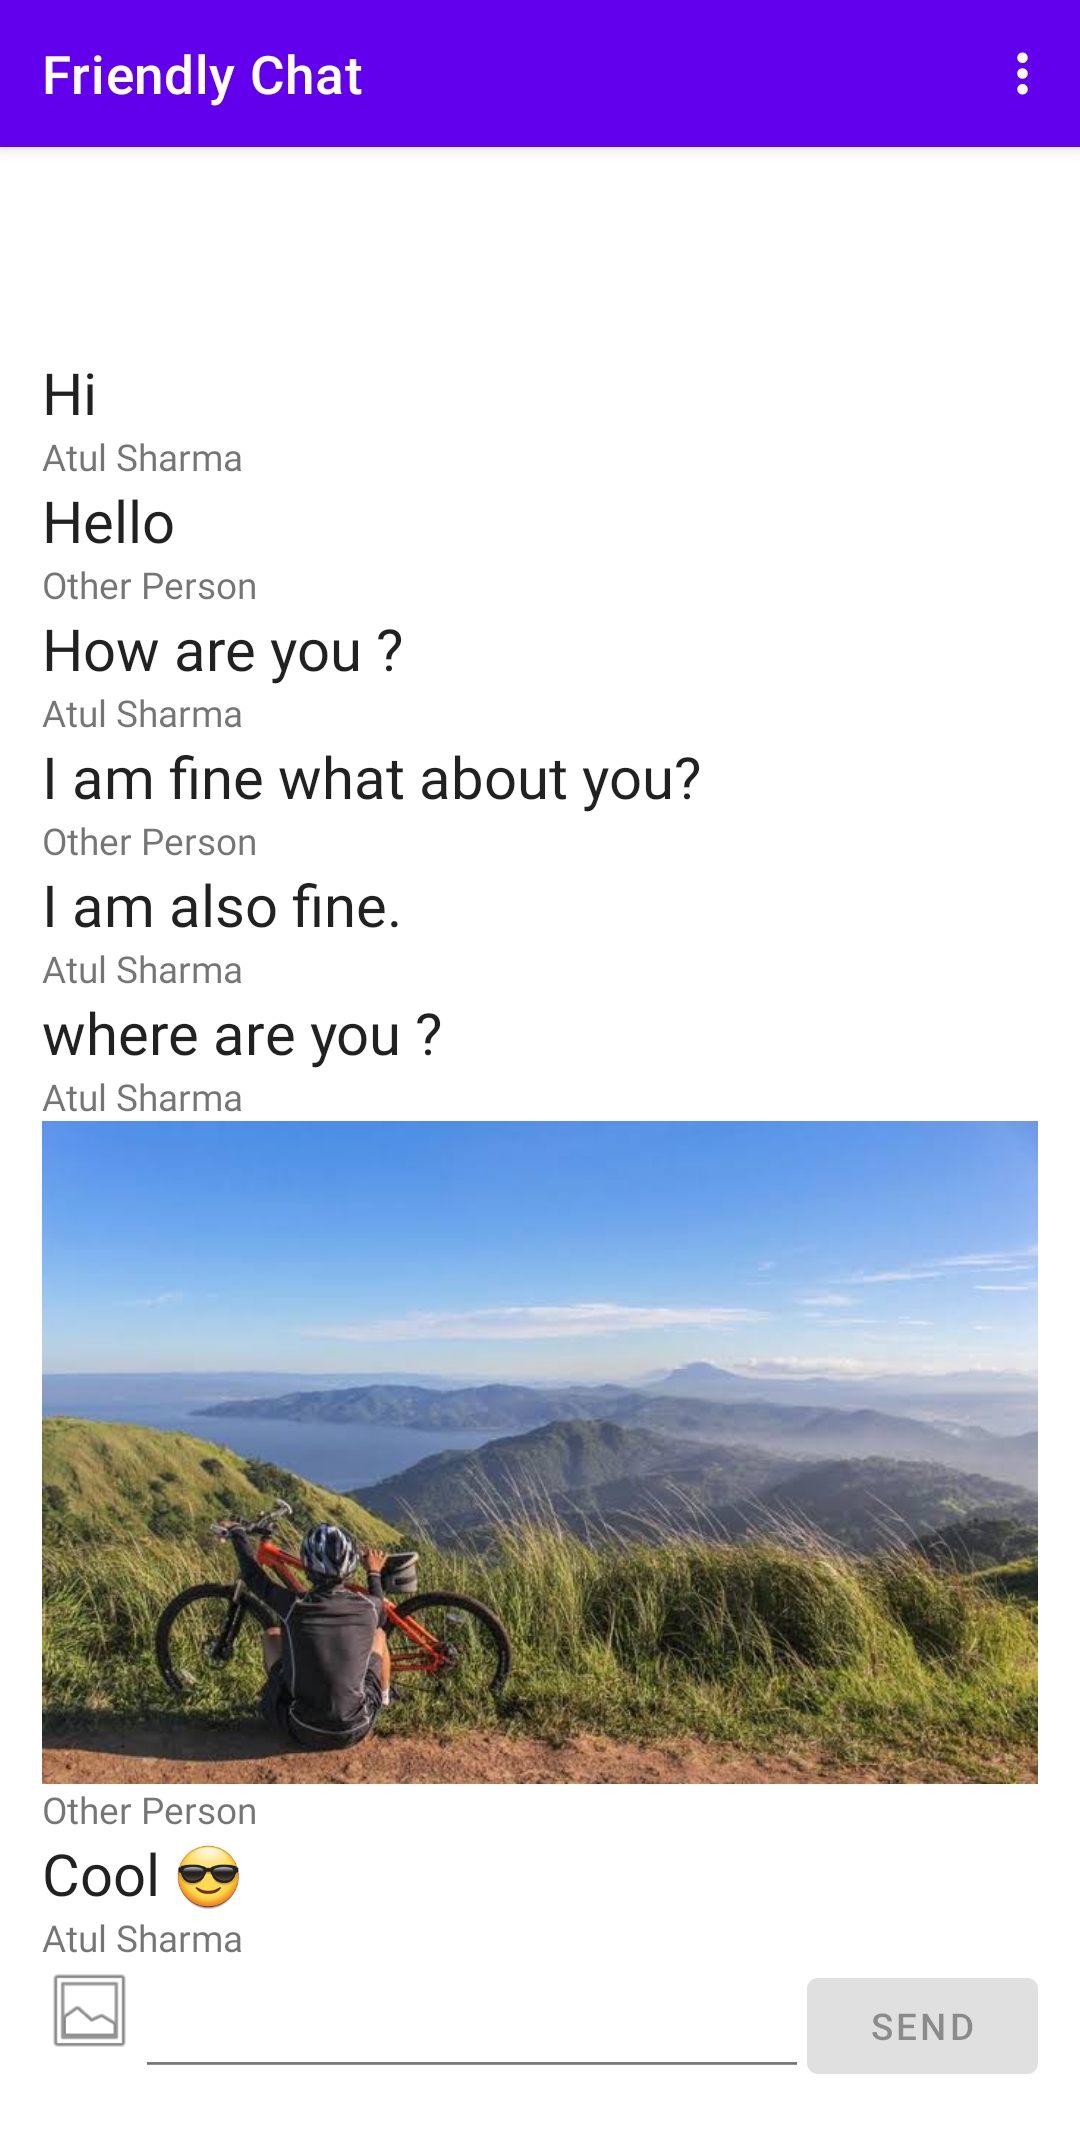 Friendly Chat
Hi
Atul Sharma
Hello
Other Person
How are you ?
Atul Sharma
I am fine what about you?
Other Person
I am also fine.
Atul Sharma
where are you ?
Atul Sharma
Other Person
Cool 😎
Atul Sharma
SEND